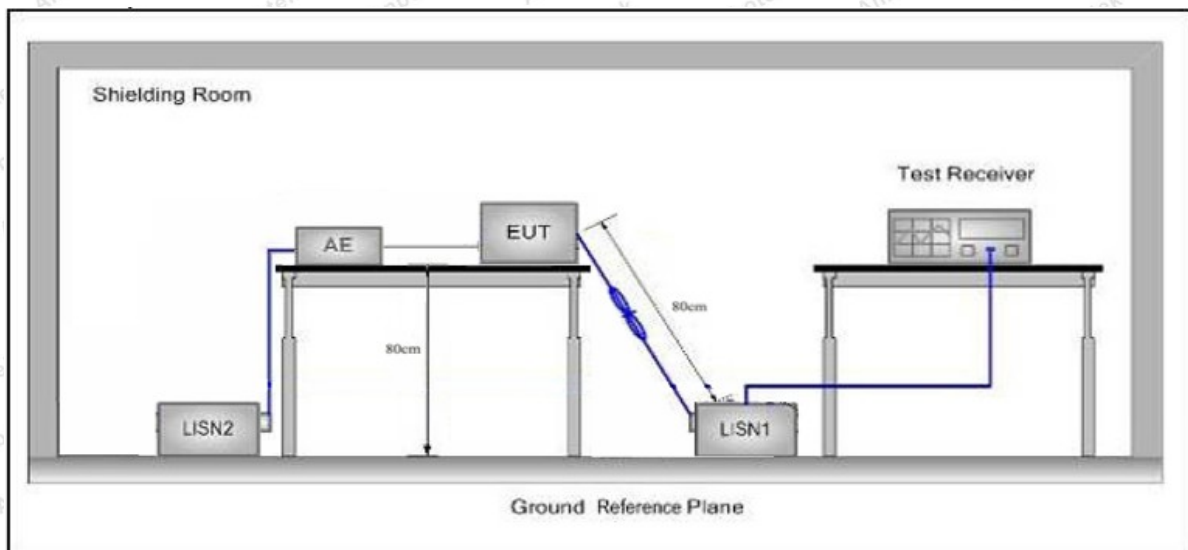 Shielding Room
Test Receiver
AE
EUT
80cm
80cm
LISN2
LISN1
Ground Reference Plane